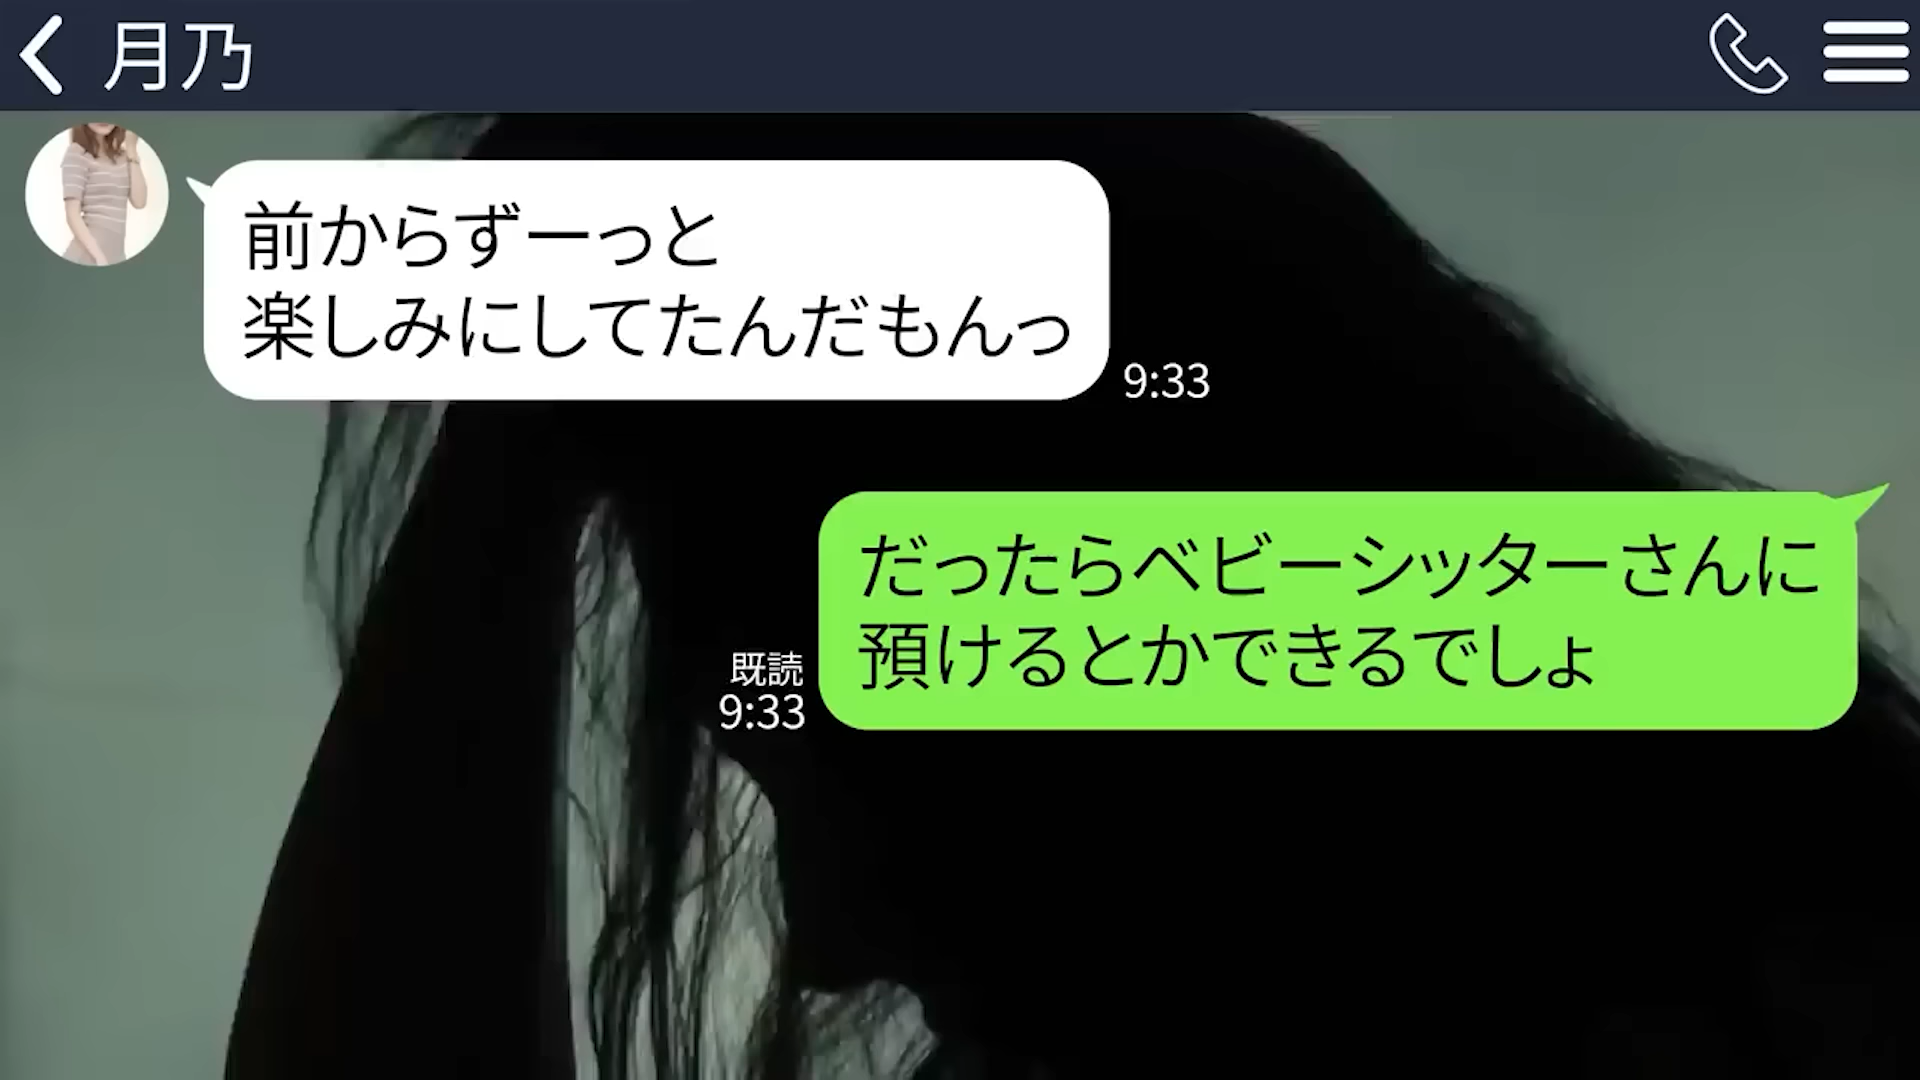 月乃
前からずーっと
楽しみにしてたんだもんっ
9:33
だったらベビーシッターさんに
預けるとかできるでしょ
既読
9:33